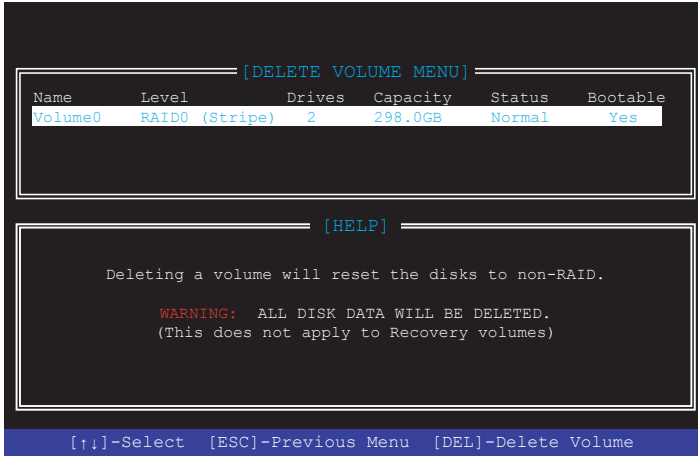 [DELETE VOLUME MENU]
Name Level Drives Capacity Status Bootable
Volume0 RAID0 (Stripe) 2 298.0GB Normal Yes
[HELP]
Deleting a volume will reset the disks to non-RAID.
WARNING: ALL DISK DATA WILL BE DELETED.
(This does not apply to Recovery volumes)
[↑↓]-Select [ESC]-Previous Menu [DEL]-Delete Volume